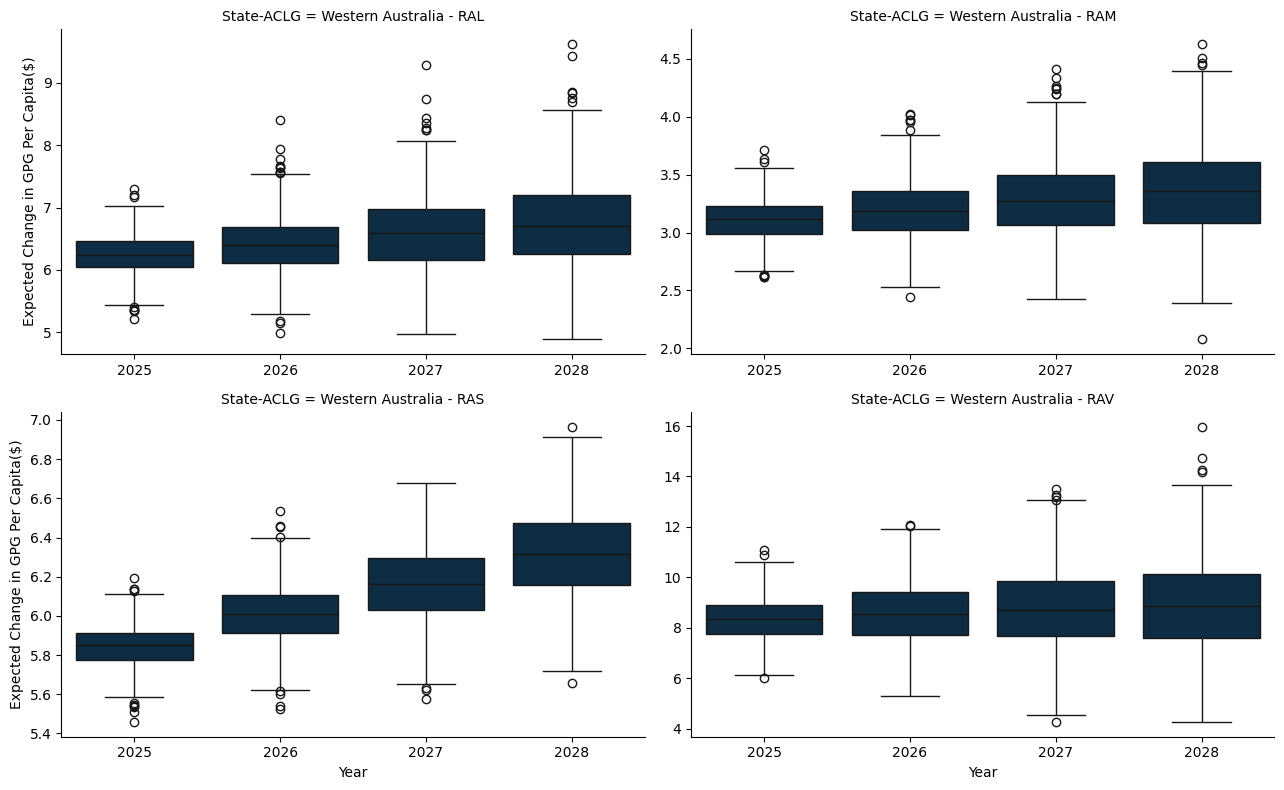 State-ACLG = Western Australia - RAL
Expected Change in GPG Per Capita($)
9
8
7
6
5
2025 2026 2027 2028
State-ACLG = Western Australia - RAM
4.5
4.0
3.5
3.0
2.5
2.0
2025 2026 2027 2028
State-ACLG = Western Australia - RAS
Expected Change in GPG Per Capita($)
7.0
6.8
6.6
6.4
6.2
6.0
5.8
5.6
5.4
2025 2026 2027 2028
Year
State-ACLG = Western Australia - RAV
16
14
12
10
8
6
4
2025 2026 2027 2028
Year